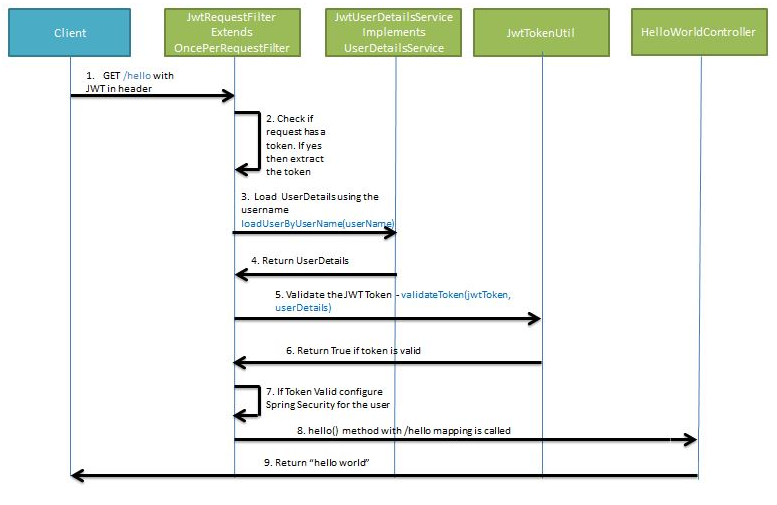 Client
JwtRequestFilter
Extends
OncePerRequestFilter
JwtUserDetailsService
Implements
UserDetailsService
JwtTokenUtil
HelloWorldController
1. GET /hello with
JWT in header
2. Check if
request has a
token. If yes
then extract
the token
3. Load UserDetails using the
username
loadUserByUserName(userName)
4. Return UserDetails
5. Validate the JWT Token - validateToken(jwtToken,
userDetails)
6. Return True if token is valid
7. If Token Valid configure
Spring Security for the user
8. hello() method with /hello mapping is called
9. Return “hello world”